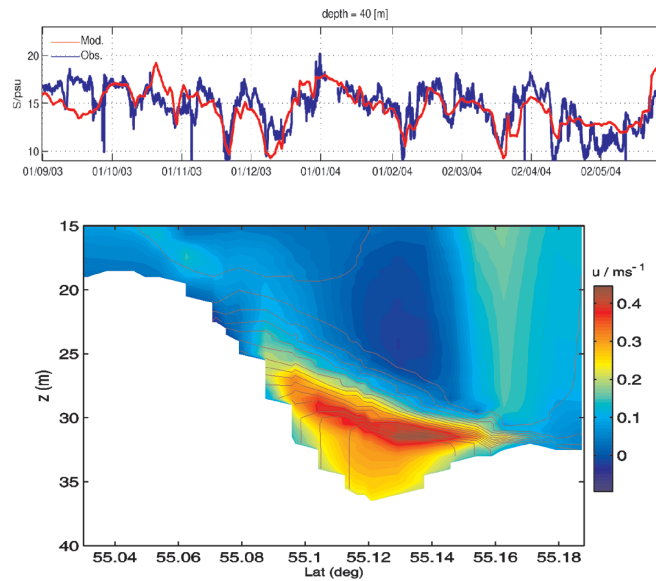 depth = 40 [m]
Mod.
Obs.
S/psu
20
15
10
01/09/03 01/10/03 01/11/03 01/12/03 01/01/04 01/02/04 02/03/04 02/04/04 02/05/04
z (m)
15
20
25
30
35
40
55.04 55.06 55.08 55.1 55.12 55.14 55.16 55.18
Lat (deg)
u / ms⁻¹
0.4
0.3
0.2
0.1
0